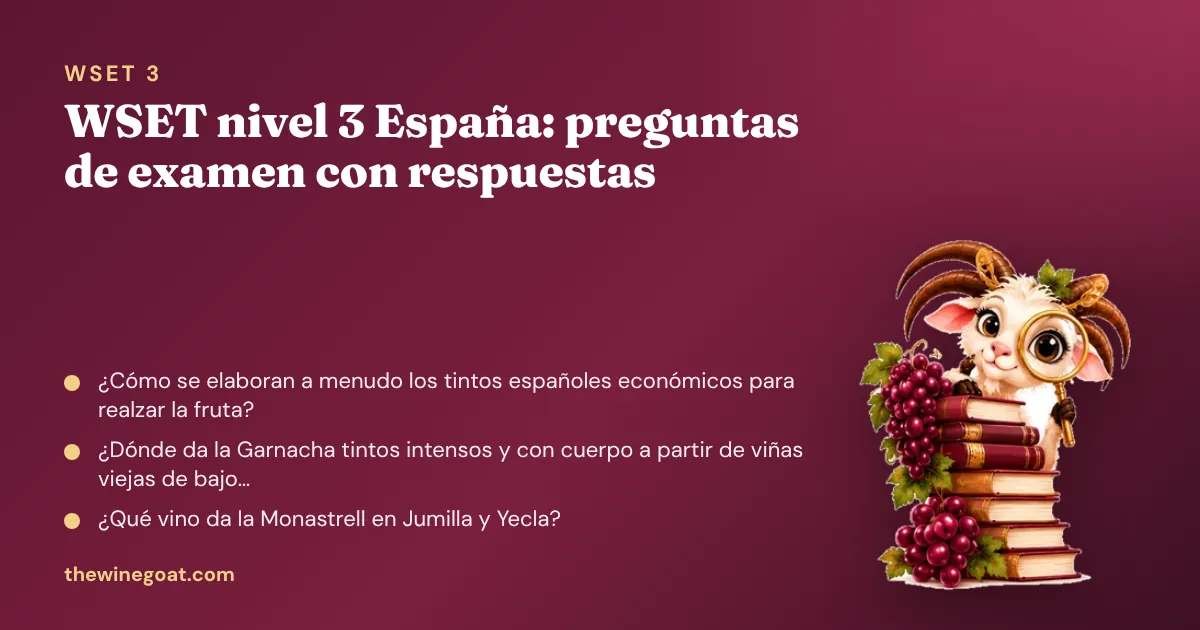 WSET 3
WSET nivel 3 España: preguntas
de examen con respuestas
¿Cómo se elaboran a menudo los tintos españoles económicos para
realzar la fruta?
¿Dónde da la Garnacha tintos intensos y con cuerpo a partir de viñas
viejas de bajo…
¿Qué vino da la Monastrell en Jumilla y Yecla?
thewinegoat.com